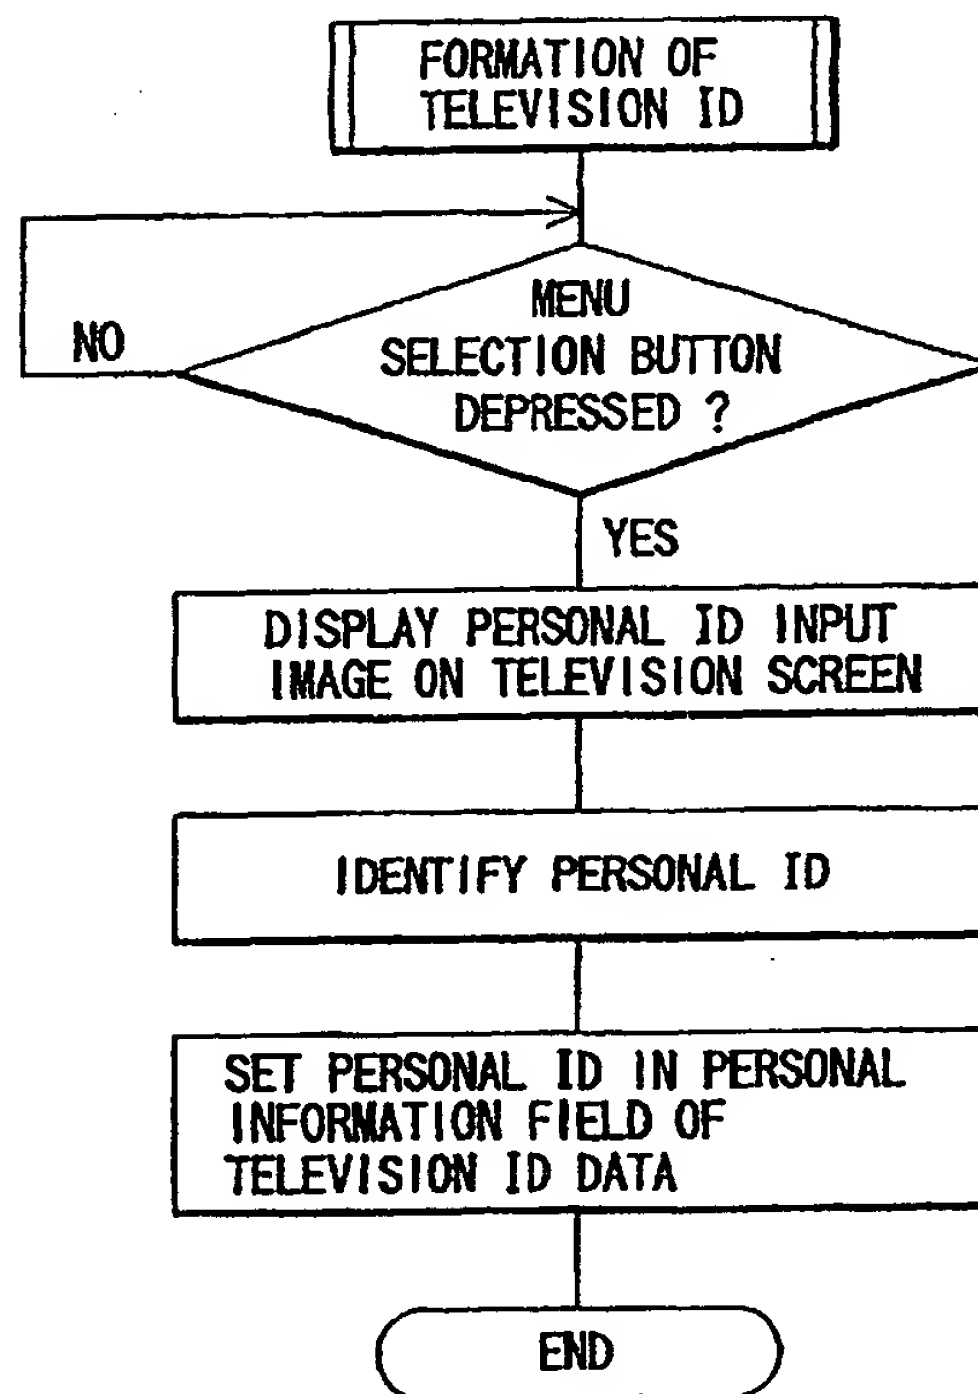 FORMATION OF
TELEVISION ID
MENU
SELECTION BUTTON
DEPRESSED ?
NO
YES
DISPLAY PERSONAL ID INPUT
IMAGE ON TELEVISION SCREEN
IDENTIFY PERSONAL ID
SET PERSONAL ID IN PERSONAL
INFORMATION FIELD OF
TELEVISION ID DATA
END